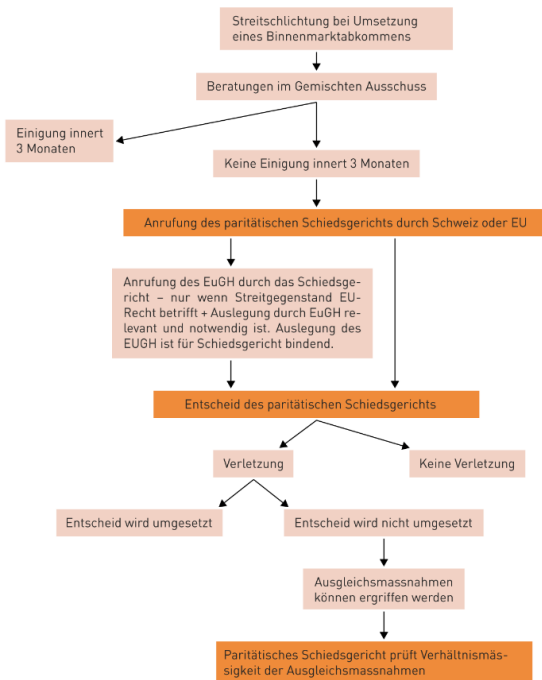 Streitschlichtung bei Umsetzung
eines Binnenmarktabkommens
Beratungen im Gemischten Ausschuss
Einigung innert
3 Monaten
Keine Einigung innert 3 Monaten
Anrufung des paritätischen Schiedsgerichts durch Schweiz oder EU
Anrufung des EuGH durch das Schiedsge-
richt – nur wenn Streitgegenstand EU-
Recht betrifft + Auslegung durch EuGH re-
levant und notwendig ist. Auslegung des
EUGH ist für Schiedsgericht bindend.
Entscheid des paritätischen Schiedsgerichts
Verletzung
Keine Verletzung
Entscheid wird umgesetzt
Entscheid wird nicht umgesetzt
Ausgleichsmassnahmen
können ergriffen werden
Paritätisches Schiedsgericht prüft Verhältnismäs-
sigkeit der Ausgleichsmassnahmen